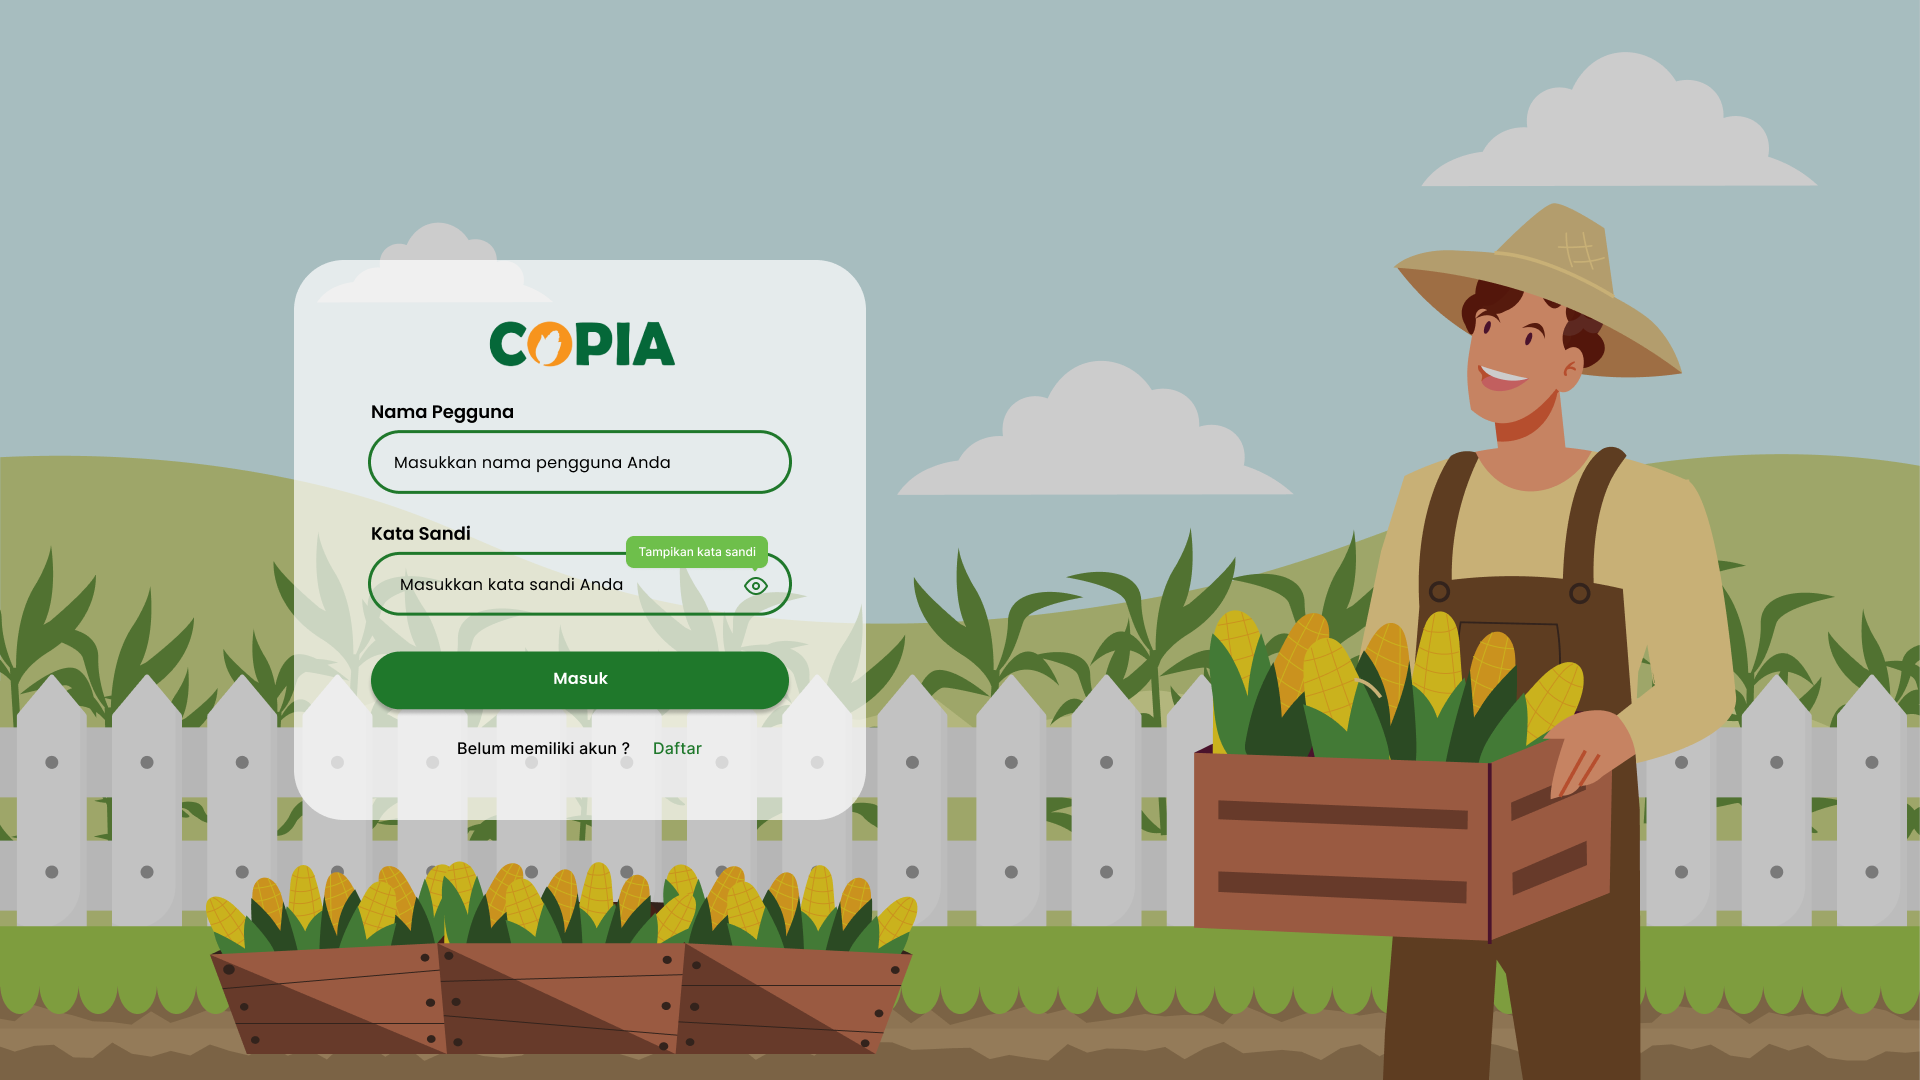 COPIA
Nama Pegguna
Masukkan nama pengguna Anda
Kata Sandi
Tampikan kata sandi
Masukkan kata sandi Anda
Masuk
Belum memiliki akun ? Daftar